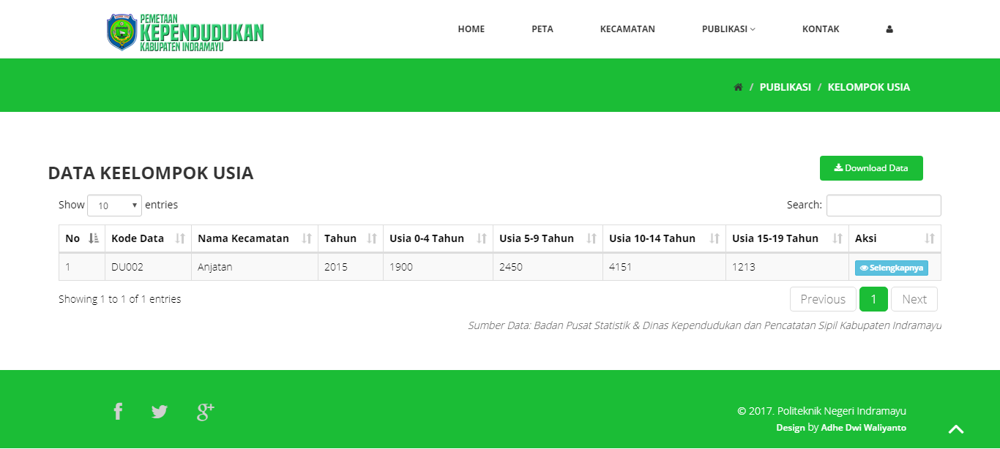 PEMETAAN
KEPENDUDUKAN
KABUPATEN INDRAMAYU
HOME PETA KECAMATAN PUBLIKASI KONTAK
/ PUBLIKASI / KELOMPOK USIA
DATA KEELOMPOK USIA
Download Data
Show 10 entries
Search:
No Kode Data Nama Kecamatan Tahun Usia 0-4 Tahun Usia 5-9 Tahun Usia 10-14 Tahun Usia 15-19 Tahun Aksi
1 DU002 Anjatan 2015 1900 2450 4151 1213 Selengkapnya
Showing 1 to 1 of 1 entries
Previous 1 Next
Sumber Data: Badan Pusat Statistik & Dinas Kependudukan dan Pencatatan Sipil Kabupaten Indramayu
© 2017. Politeknik Negeri Indramayu
Design by Adhe Dwi Waliyanto